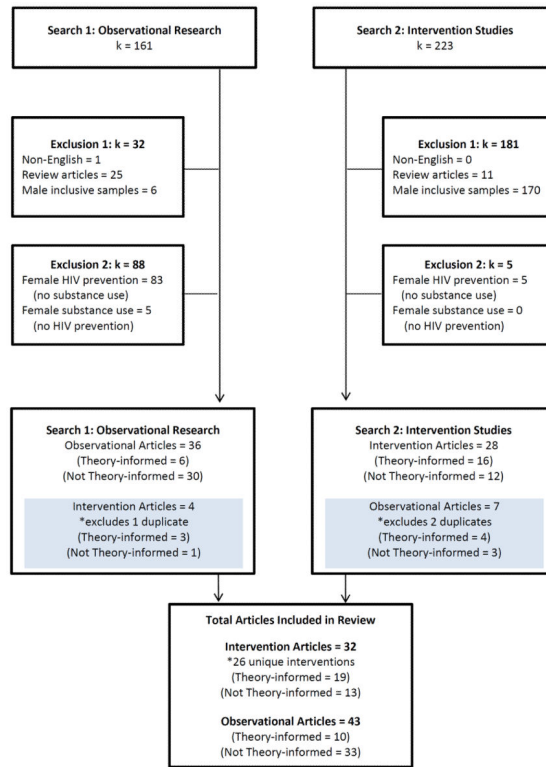 Search 1: Observational Research
k = 161
Search 2: Intervention Studies
k = 223
Exclusion 1: k = 32
Non-English = 1
Review articles = 25
Male inclusive samples = 6
Exclusion 1: k = 181
Non-English = 0
Review articles = 11
Male inclusive samples = 170
Exclusion 2: k = 88
Female HIV prevention = 83
(no substance use)
Female substance use = 5
(no HIV prevention)
Exclusion 2: k = 5
Female HIV prevention = 5
(no substance use)
Female substance use = 0
(no HIV prevention)
Search 1: Observational Research
Observational Articles = 36
(Theory-informed = 6)
(Not Theory-informed = 30)
Intervention Articles = 4
*excludes 1 duplicate
(Theory-informed = 3)
(Not Theory-informed = 1)
Search 2: Intervention Studies
Intervention Articles = 28
(Theory-informed = 16)
(Not Theory-informed = 12)
Observational Articles = 7
*excludes 2 duplicates
(Theory-informed = 4)
(Not Theory-informed = 3)
Total Articles Included in Review
Intervention Articles = 32
*26 unique interventions
(Theory-informed = 19)
(Not Theory-informed = 13)
Observational Articles = 43
(Theory-informed = 10)
(Not Theory-informed = 33)